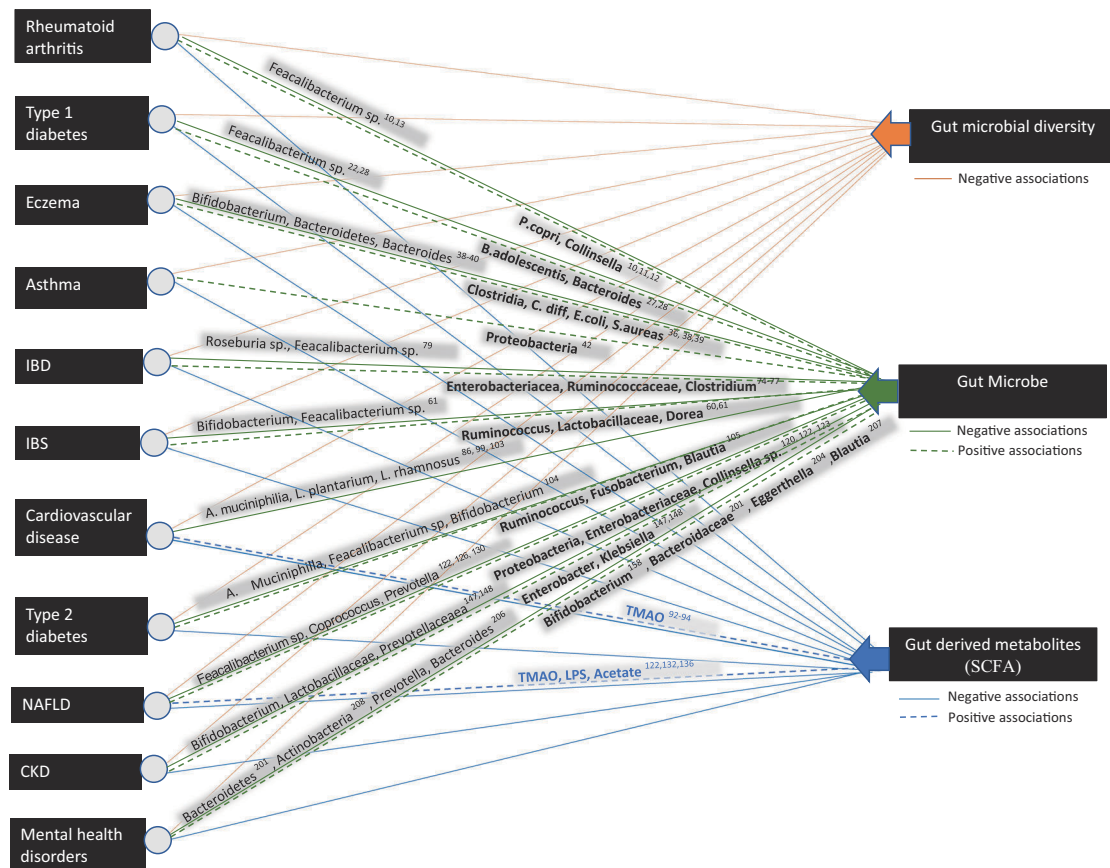 Rheumatoid
arthritis
Type 1
diabetes
Eczema
Asthma
IBD
IBS
Cardiovascular
disease
Type 2
diabetes
NAFLD
CKD
Mental health
disorders
Feacalibacterium sp. 10,13
Feacalibacterium sp. 22,28
Bifidobacterium, Bacteroidetes, Bacteroides 38-40
Roseburia sp., Feacalibacterium sp. 79
Bifidobacterium, Feacalibacterium sp. 61
A. muciniphilia, L. plantarium, L. rhamnosus 86, 99, 103
A. Muciniphilla, Feacalibacterium sp, Bifidobacterium 104
Feacalibacterium sp, Coprococcus, Prevotella 122, 126, 130
Bifidobacterium, Lactobacillaceae, Prevotellaceaea 147,148
Bacteroidetes 201, Actinobacteria 208, Prevotella, Bacteroides 206
P.copri, Collinsella 10,11,12
B.adolescentis, Bacteroides 27,28
Clostridia, C. diff, E.coli, S.aureas 36, 38,39
Proteobacteria 42
Enterobacteriacea, Ruminococcaceae, Clostridium 74-77
Ruminococcus, Lactobacillaceae, Dorea 60,61
Ruminococcus, Fusobacterium, Blautia 105
Proteobacteria, Enterobacteriaceae, Collinsella sp. 120, 122, 123
Enterobacter, Klebsiella 147,148
Bifidobacterium 158, Bacteroidaceae 201, Eggerthella 204, Blautia 207
TMAO 92-94
TMAO, LPS, Acetate 122,132,136
Gut microbial diversity
Negative associations
Gut Microbe
Negative associations
Positive associations
Gut derived metabolites
(SCFA)
Negative associations
Positive associations